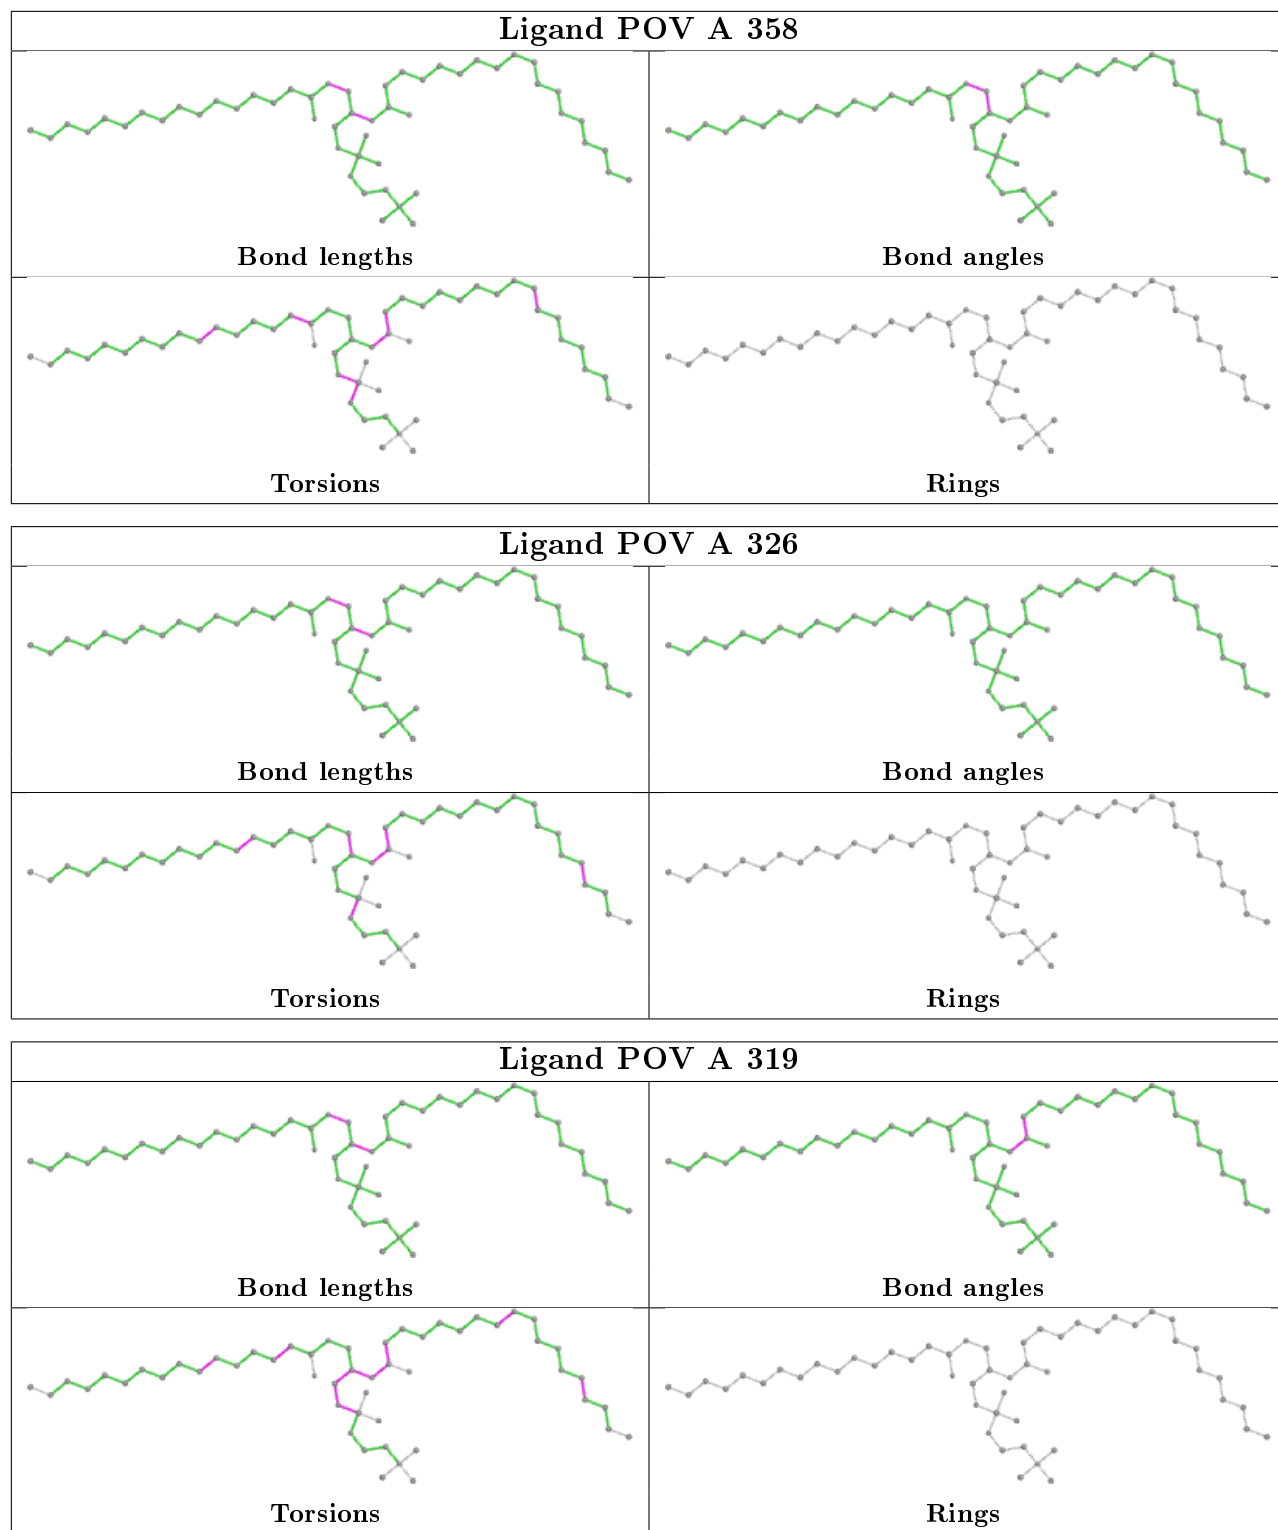 Ligand POV A 358
Bond lengths
Bond angles
Torsions
Rings
Ligand POV A 326
Bond lengths
Bond angles
Torsions
Rings
Ligand POV A 319
Bond lengths
Bond angles
Torsions
Rings